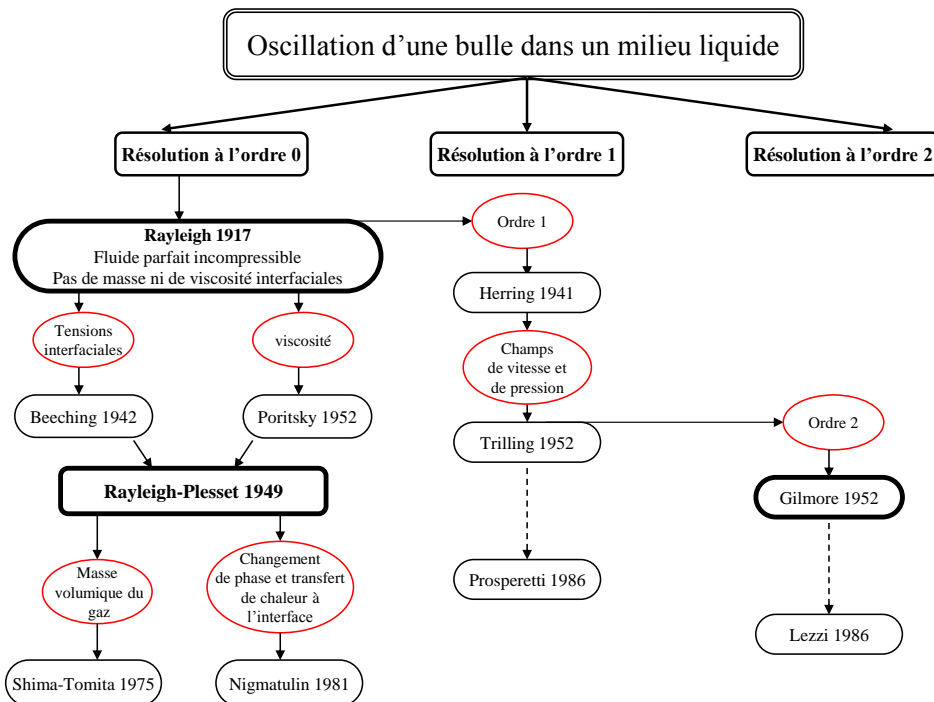 Oscillation d'une bulle dans un milieu liquide
Résolution à l'ordre 0
Résolution à l'ordre 1
Résolution à l'ordre 2
Rayleigh 1917
Fluide parfait incompressible
Pas de masse ni de viscosité interfaciales
Ordre 1
Herring 1941
Tensions
interfaciales
viscosité
Champs
de vitesse et
de pression
Beeching 1942
Poritsky 1952
Trilling 1952
Ordre 2
Rayleigh-Plesset 1949
Gilmore 1952
Masse
volumique du
gaz
Changement
de phase et transfert
de chaleur à
l'interface
Prosperetti 1986
Lezzi 1986
Shima-Tomita 1975
Nigmatulin 1981